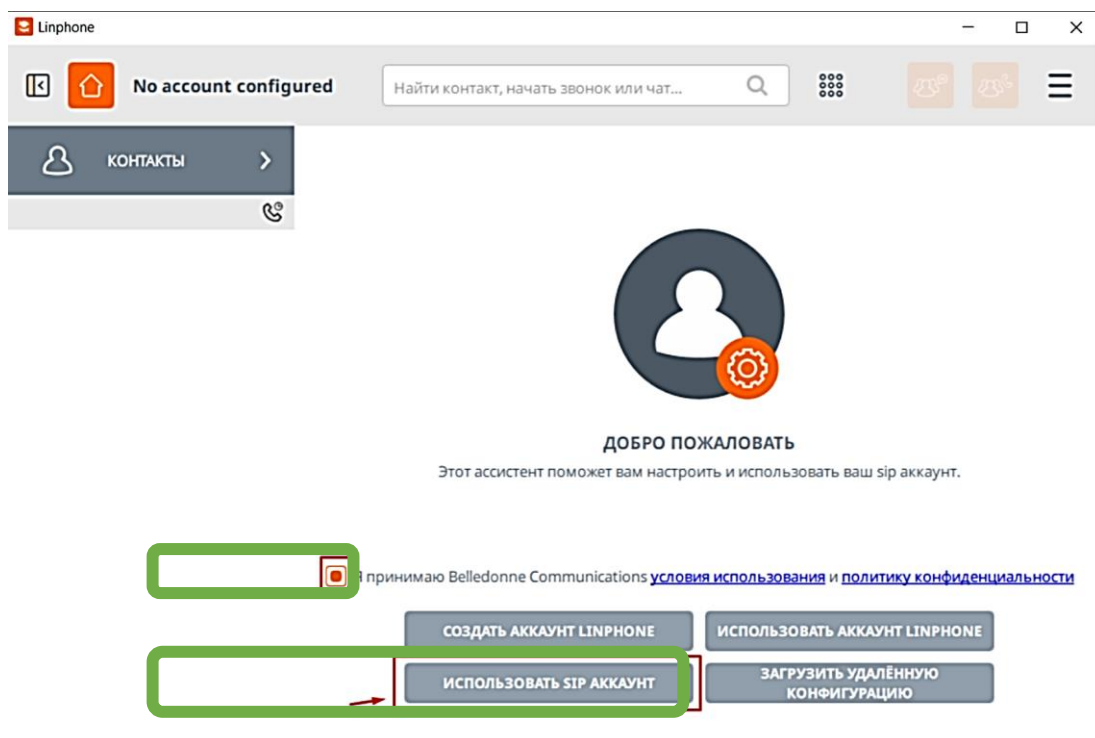 Linphone
No account configured
Найти контакт, начать звонок или чат...
КОНТАКТЫ
ДОБРО ПОЖАЛОВАТЬ
Этот ассистент поможет вам настроить и использовать ваш sip аккаунт.
Я принимаю Belledonne Communications условия использования и политику конфиденциальности
СОЗДАТЬ АККАУНТ LINPHONE
ИСПОЛЬЗОВАТЬ АККАУНТ LINPHONE
ИСПОЛЬЗОВАТЬ SIP АККАУНТ
ЗАГРУЗИТЬ УДАЛЁННУЮ
КОНФИГУРАЦИЮ